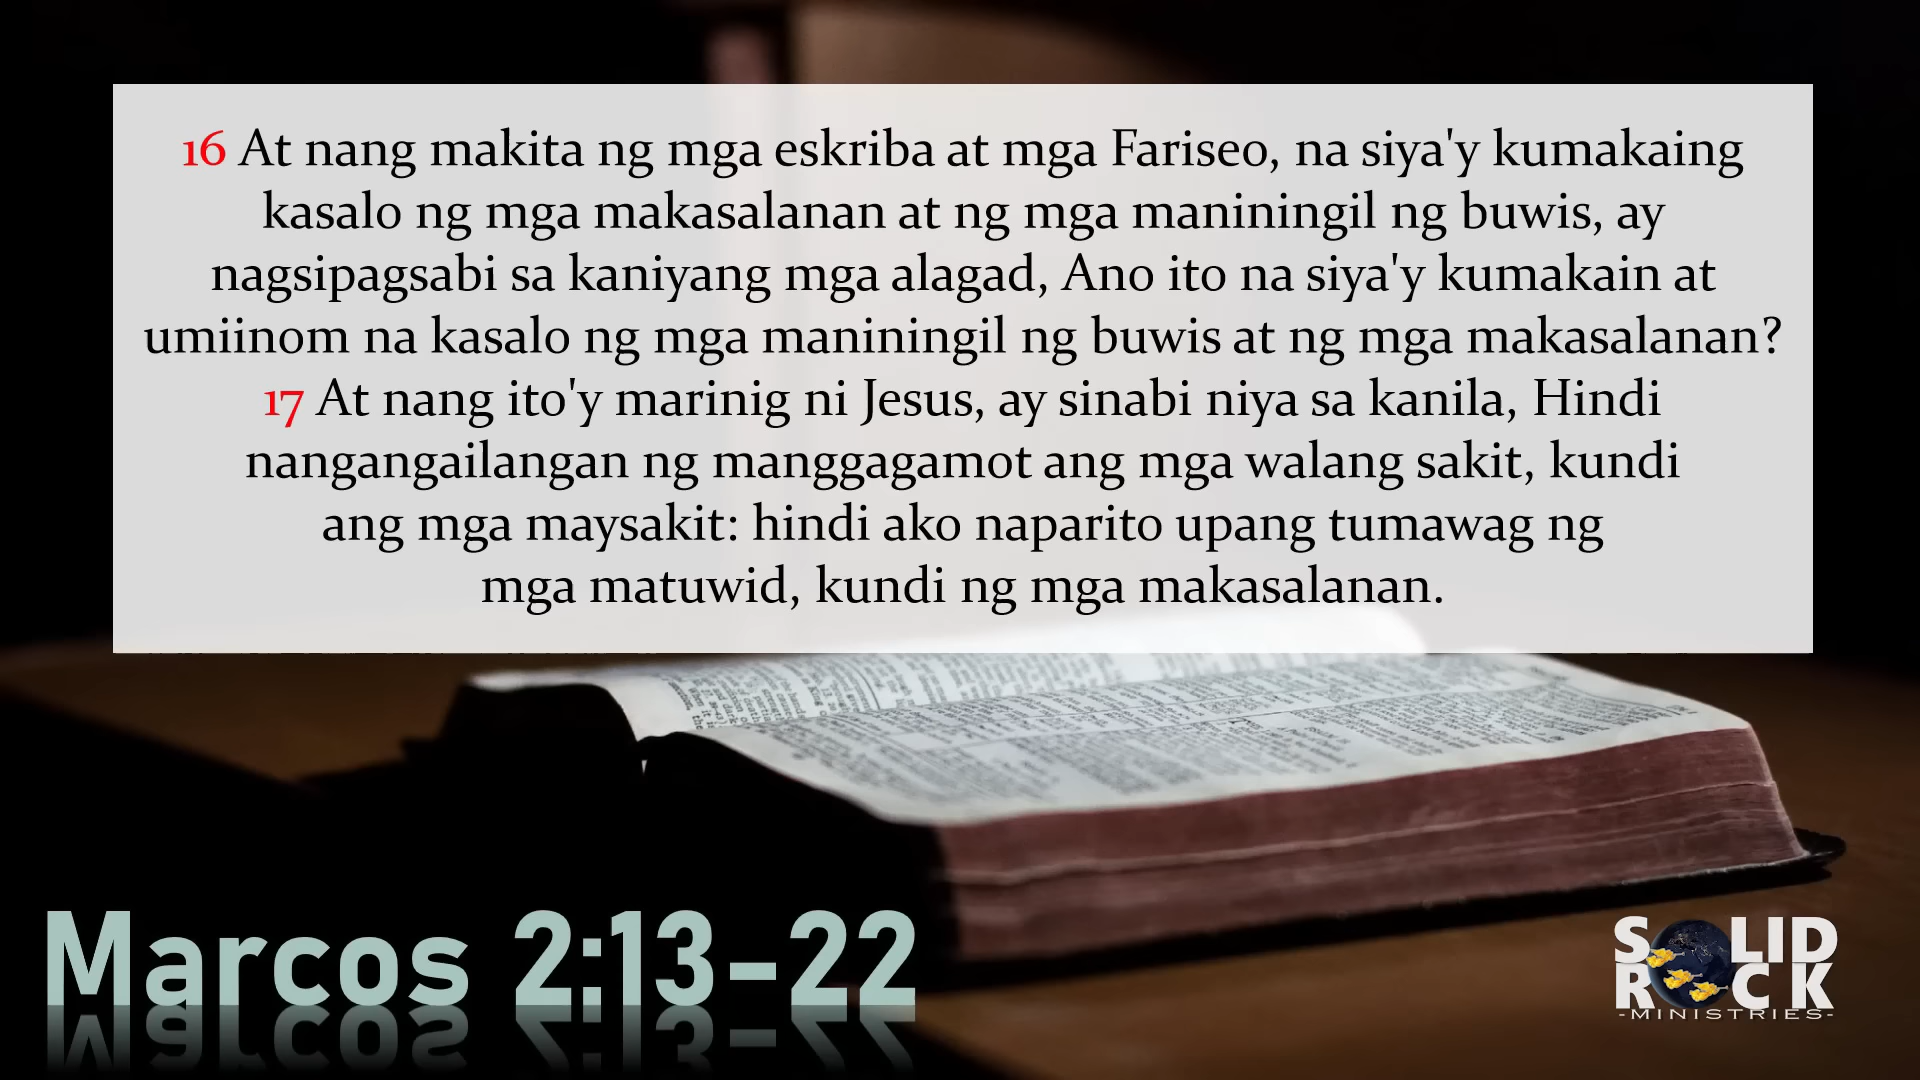 16 At nang makita ng mga eskriba at mga Fariseo, na siya'y kumakaing
kasalo ng mga makasalanan at ng mga maniningil ng buwis, ay
nagsipagsabi sa kaniyang mga alagad, Ano ito na siya'y kumakain at
umiinom na kasalo ng mga maniningil ng buwis at ng mga makasalanan?
17 At nang ito'y marinig ni Jesus, ay sinabi niya sa kanila, Hindi
nangangailangan ng manggagamot ang mga walang sakit, kundi
ang mga maysakit: hindi ako naparito upang tumawag ng
mga matuwid, kundi ng mga makasalanan.
Marcos 2:13-22
SOLID
ROCK
-MINISTRIES-